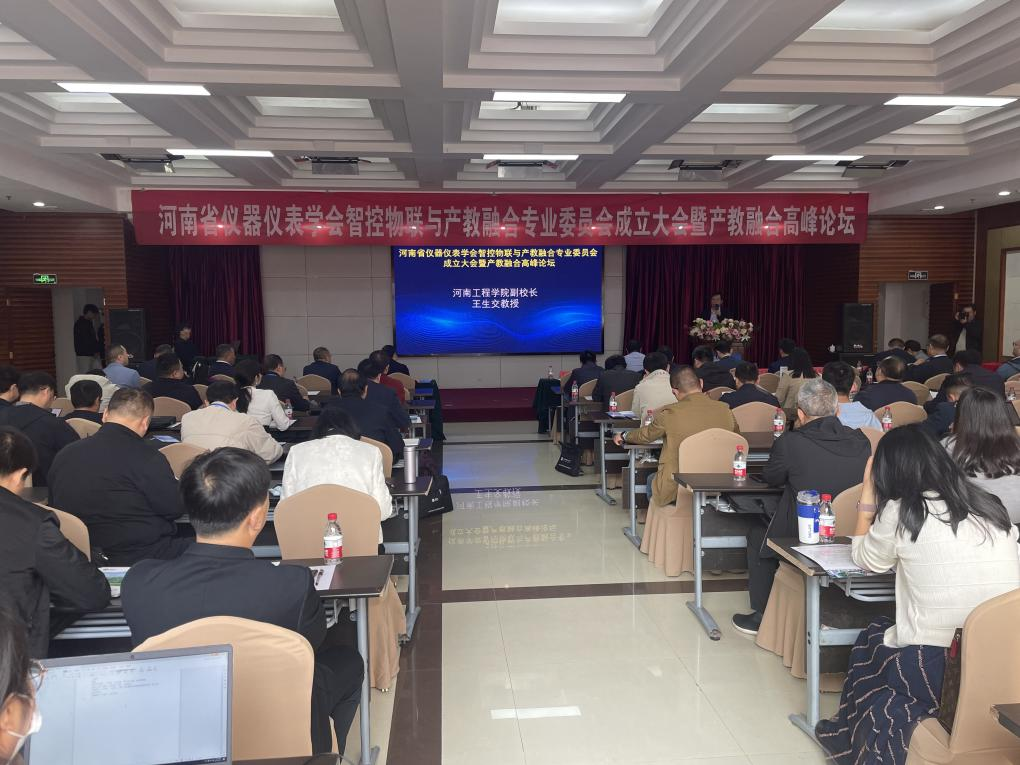 河南省仪器仪表学会智控物联与产教融合专业委员会成立大会暨产教融合高峰论坛
河南省仪器仪表学会智控物联与产教融合专业委员会
成立大会暨产教融合高峰论坛
河南工程学院副校长
王生交教授